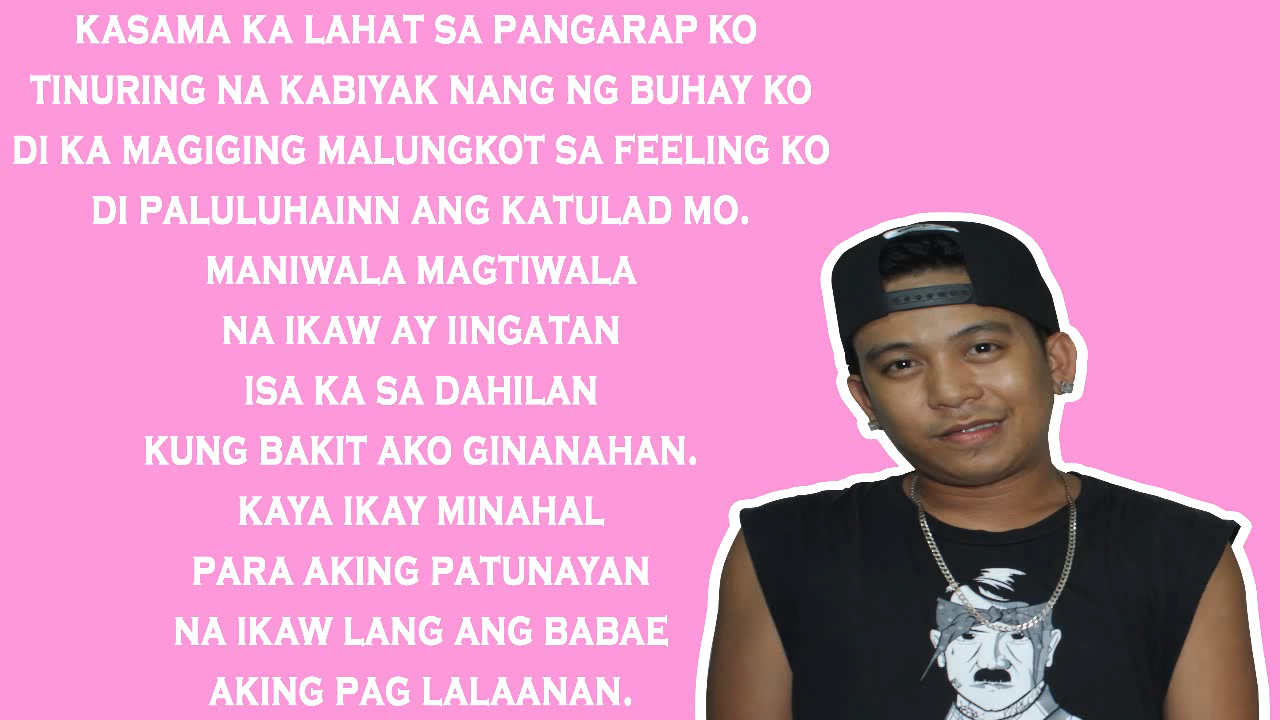 KASAMA KA LAHAT SA PANGARAP KO
TINURING NA KABIYAK NANG NG BUHAY KO
DI KA MAGIGING MALUNGKOT SA FEELING KO
DI PALULUHAINN ANG KATULAD MO.
MANIWALA MAGTIWALA
NA IKAW AY IINGATAN
ISA KA SA DAHILAN
KUNG BAKIT AKO GINANAHAN.
KAYA IKAY MINAHAL
PARA AKING PATUNAYAN
NA IKAW LANG ANG BABAE
AKING PAG LALAANAN.